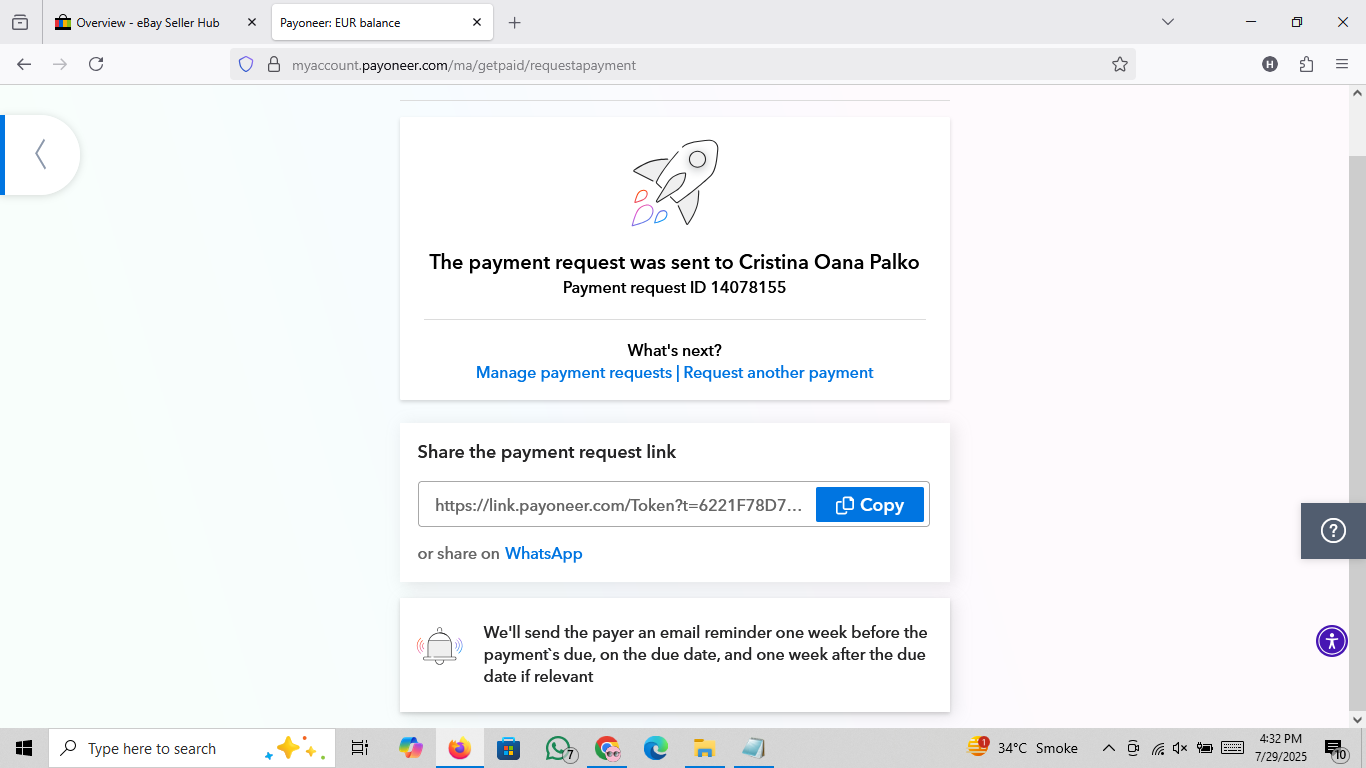 Overview - eBay Seller Hub
Payoneer: EUR balance
myaccount.payoneer.com/ma/getpaid/requestapayment
H
The payment request was sent to Cristina Oana Palko
Payment request ID 14078155
What's next?
Manage payment requests | Request another payment
Share the payment request link
https://link.payoneer.com/Token?t=6221F78D7...
Copy
or share on WhatsApp
We'll send the payer an email reminder one week before the
payment`s due, on the due date, and one week after the due
date if relevant
Type here to search
7
1
34°C Smoke
4:32 PM
7/29/2025
10